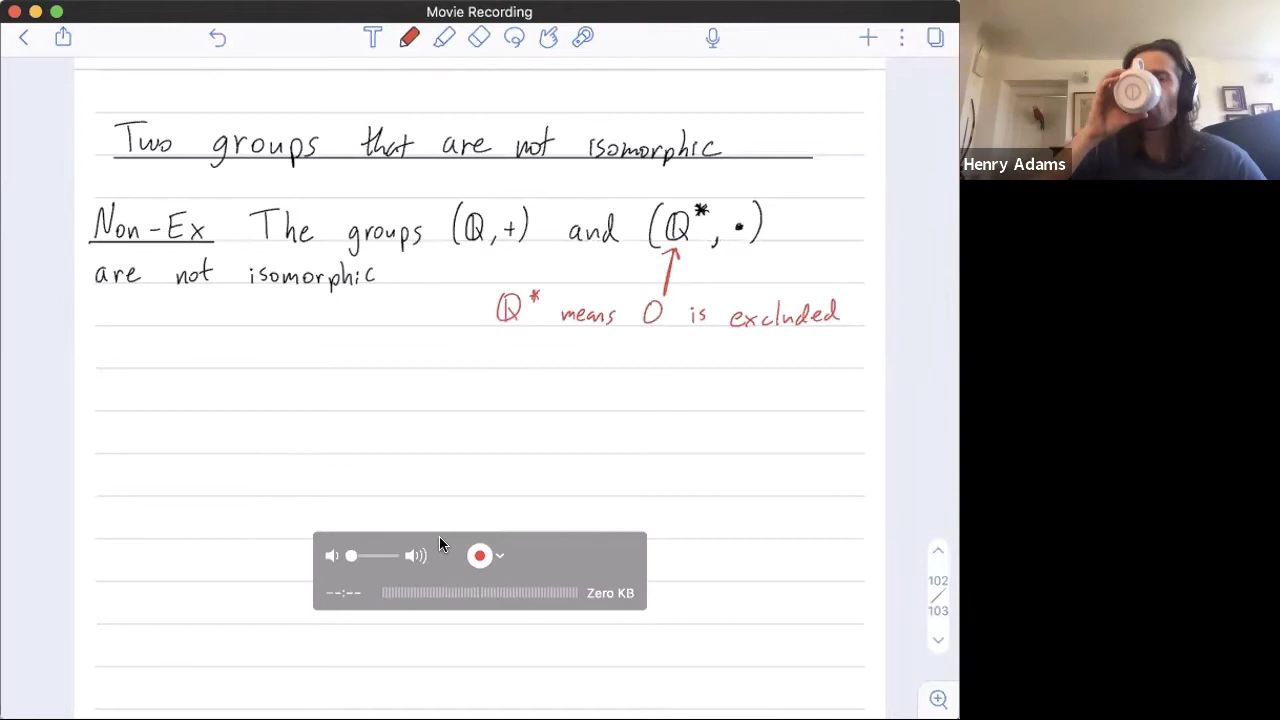 Movie Recording
Two groups that are not isomorphic
Non-Ex The groups (ℚ,+) and (ℚ*, •)
are not isomorphic
ℚ* means 0 is excluded
--:--
Zero KB
102
103
Henry Adams